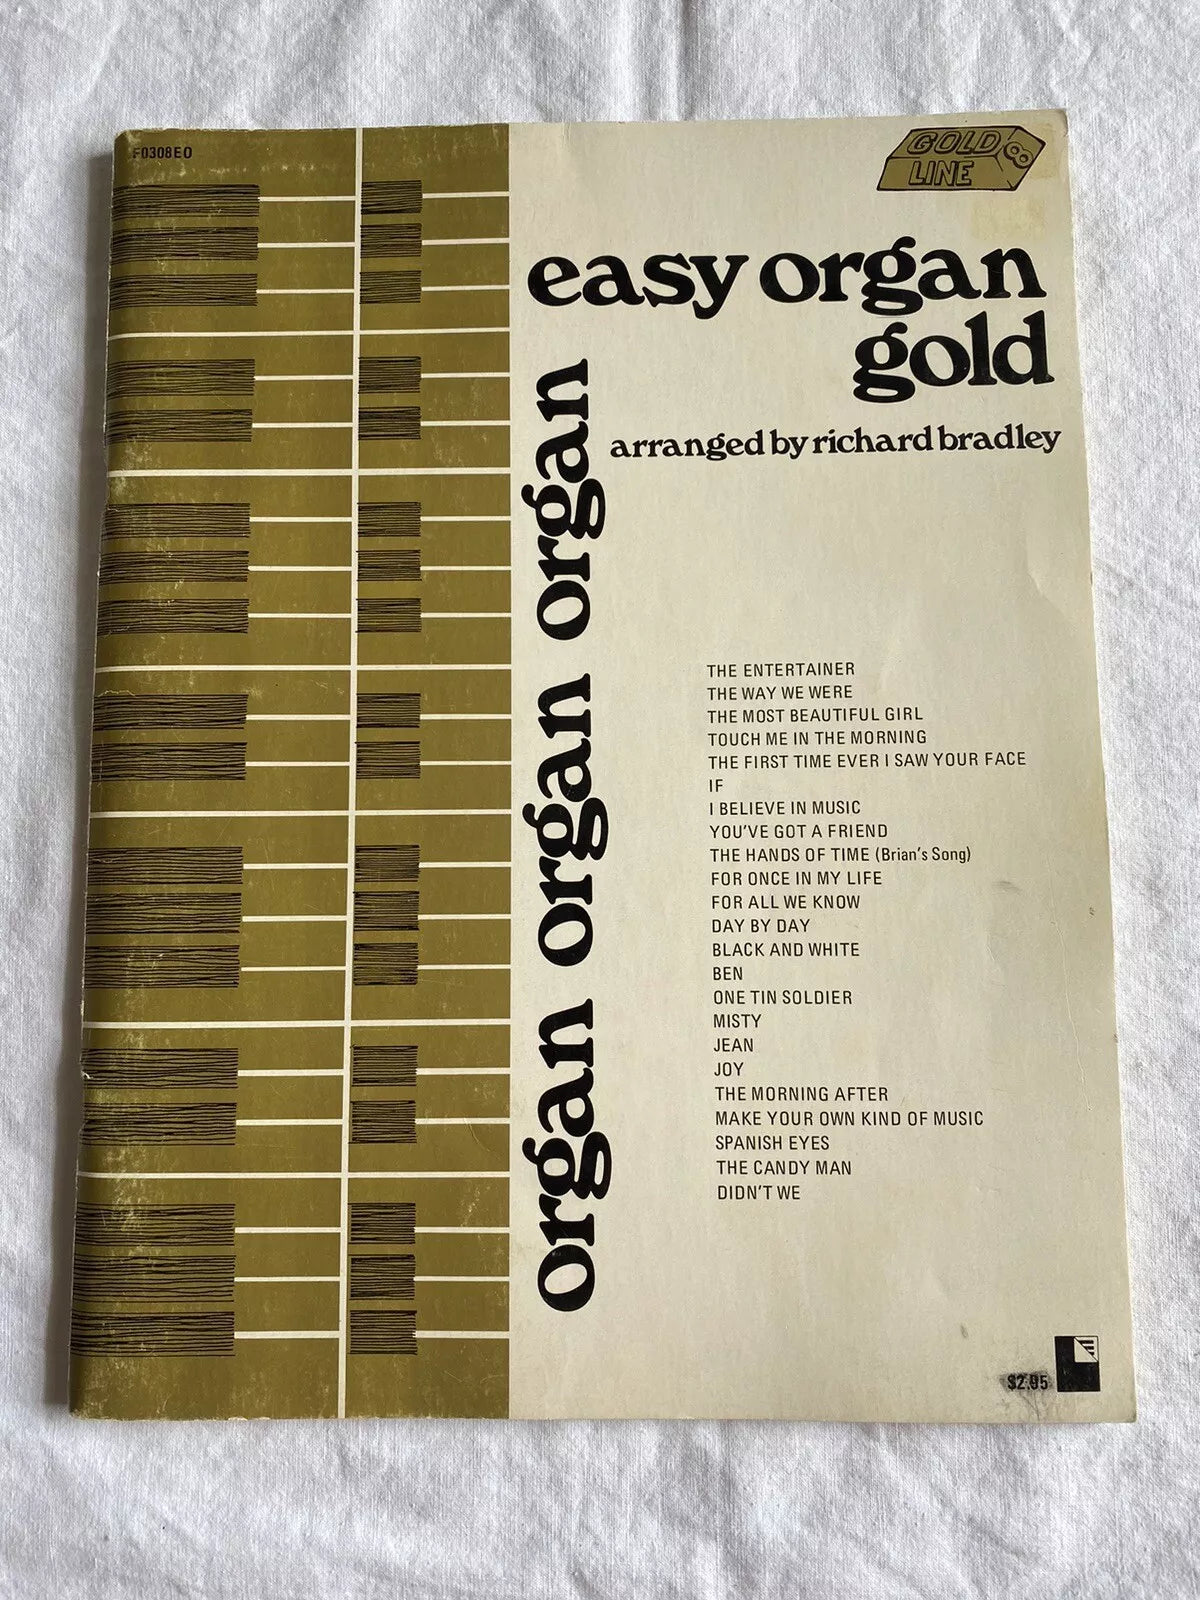 F0308EO
GOLD
LINE
8
easy organ
gold
arranged by richard bradley
organ organ organ organ
THE ENTERTAINER
THE WAY WE WERE
THE MOST BEAUTIFUL GIRL
TOUCH ME IN THE MORNING
THE FIRST TIME EVER I SAW YOUR FACE
IF
I BELIEVE IN MUSIC
YOU'VE GOT A FRIEND
THE HANDS OF TIME (Brian's Song)
FOR ONCE IN MY LIFE
FOR ALL WE KNOW
DAY BY DAY
BLACK AND WHITE
BEN
ONE TIN SOLDIER
MISTY
JEAN
JOY
THE MORNING AFTER
MAKE YOUR OWN KIND OF MUSIC
SPANISH EYES
THE CANDY MAN
DIDN'T WE
$2.95